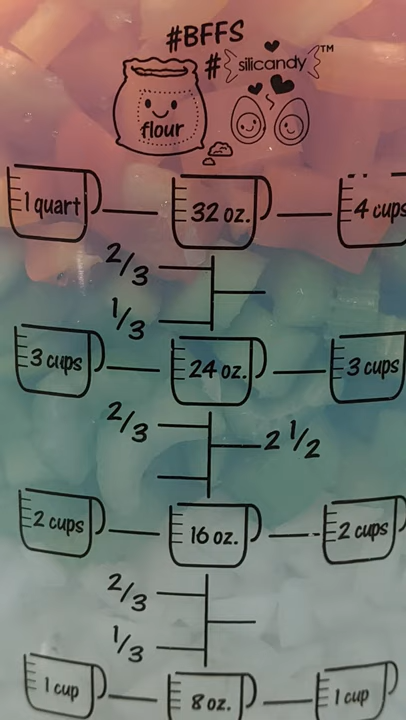 #BFFS
# silicandy™
flour
1 quart 32 oz. 4 cups
2/3
1/3
3 cups 24 oz. 3 cups
2/3
2 1/2
2 cups 16 oz. 2 cups
2/3
1/3
1 cup 8 oz. 1 cup